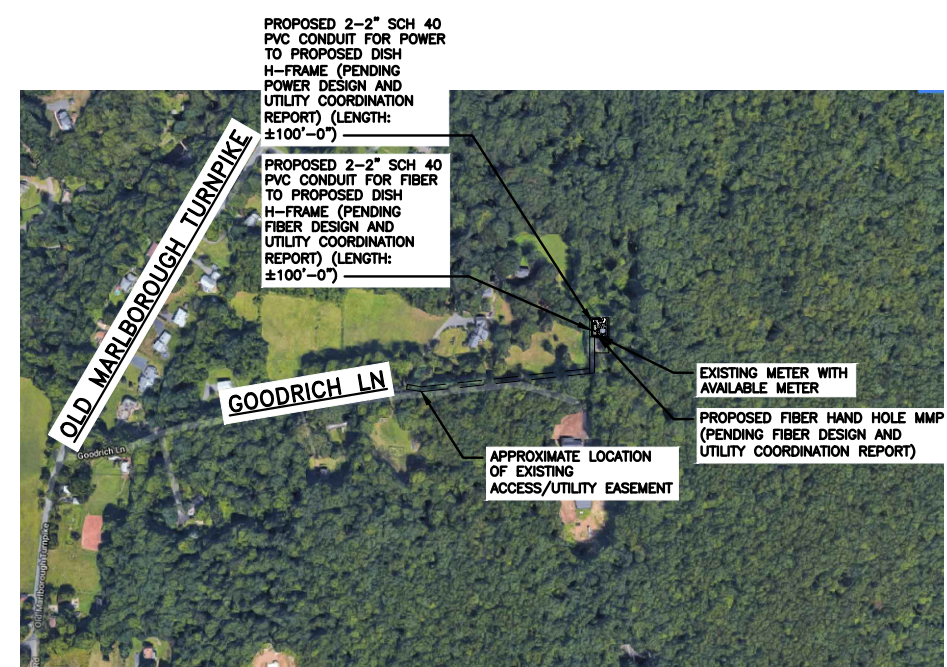 PROPOSED 2-2" SCH 40
PVC CONDUIT FOR POWER
TO PROPOSED DISH
H-FRAME (PENDING
POWER DESIGN AND
UTILITY COORDINATION
REPORT) (LENGTH:
±100'-0")
PROPOSED 2-2" SCH 40
PVC CONDUIT FOR FIBER
TO PROPOSED DISH
H-FRAME (PENDING
FIBER DESIGN AND
UTILITY COORDINATION
REPORT) (LENGTH:
±100'-0")
OLD MARLBOROUGH TURNPIKE
GOODRICH LN
EXISTING METER WITH
AVAILABLE METER
PROPOSED FIBER HAND HOLE MMP
(PENDING FIBER DESIGN AND
UTILITY COORDINATION REPORT)
APPROXIMATE LOCATION
OF EXISTING
ACCESS/UTILITY EASEMENT
Goodrich Ln
Old Marlborough Turnpike
Rd